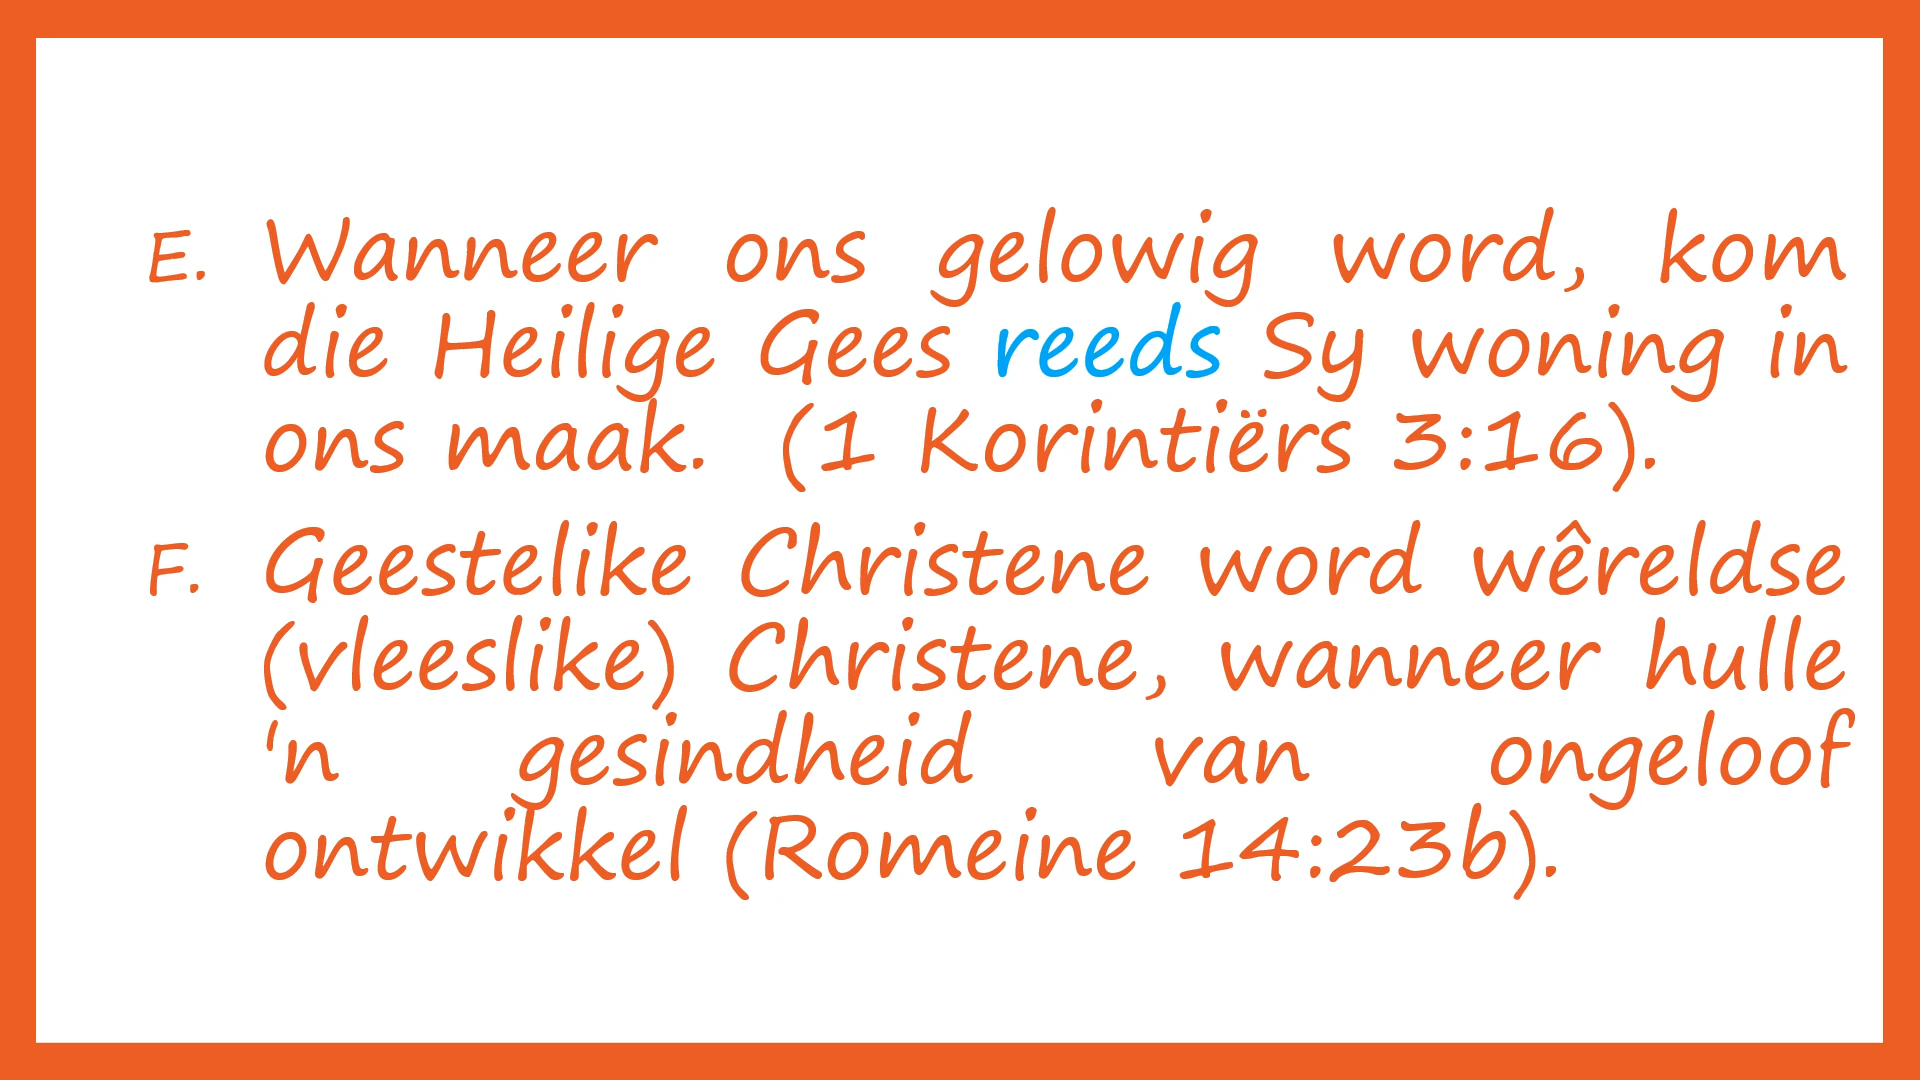 E. Wanneer ons gelowig word, kom
die Heilige Gees reeds Sy woning in
ons maak. (1 Korintiërs 3:16).
F. Geestelike Christene word wêreldse
(vleeslike) Christene, wanneer hulle
'n gesindheid van ongeloof
ontwikkel (Romeine 14:23b).